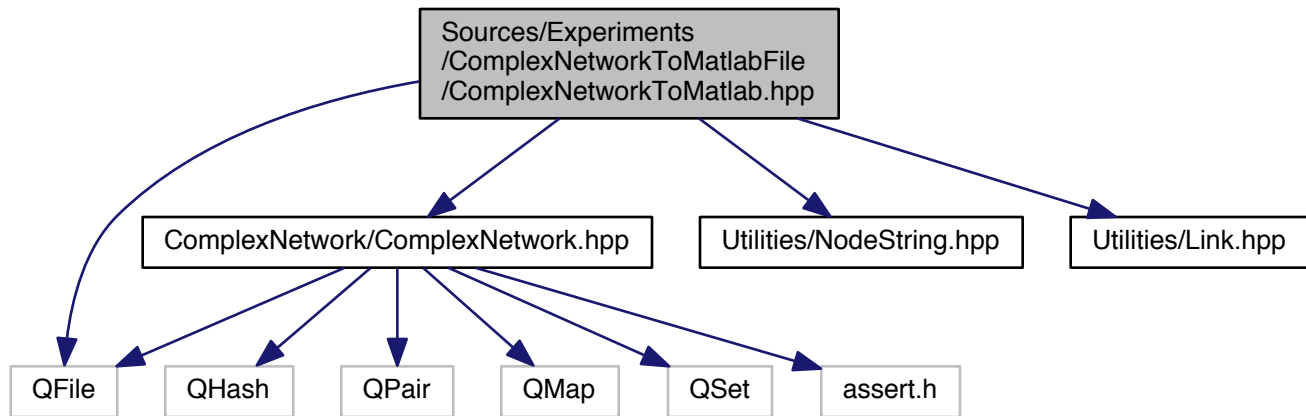 Sources/Experiments
/ComplexNetworkToMatlabFile
/ComplexNetworkToMatlab.hpp
ComplexNetwork/ComplexNetwork.hpp
Utilities/NodeString.hpp
Utilities/Link.hpp
QFile
QHash
QPair
QMap
QSet
assert.h